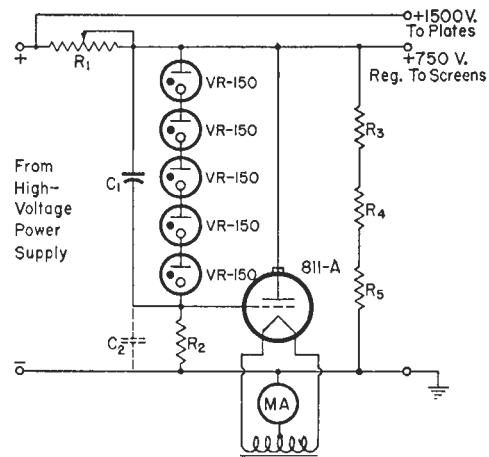 +1500V.
To Plates
+
R1
+750 V.
Reg. To Screens
VR-150
VR-150
VR-150
VR-150
VR-150
R3
From
High-
Voltage
Power
Supply
C1
R4
811-A
R5
C2
R2
−
MA